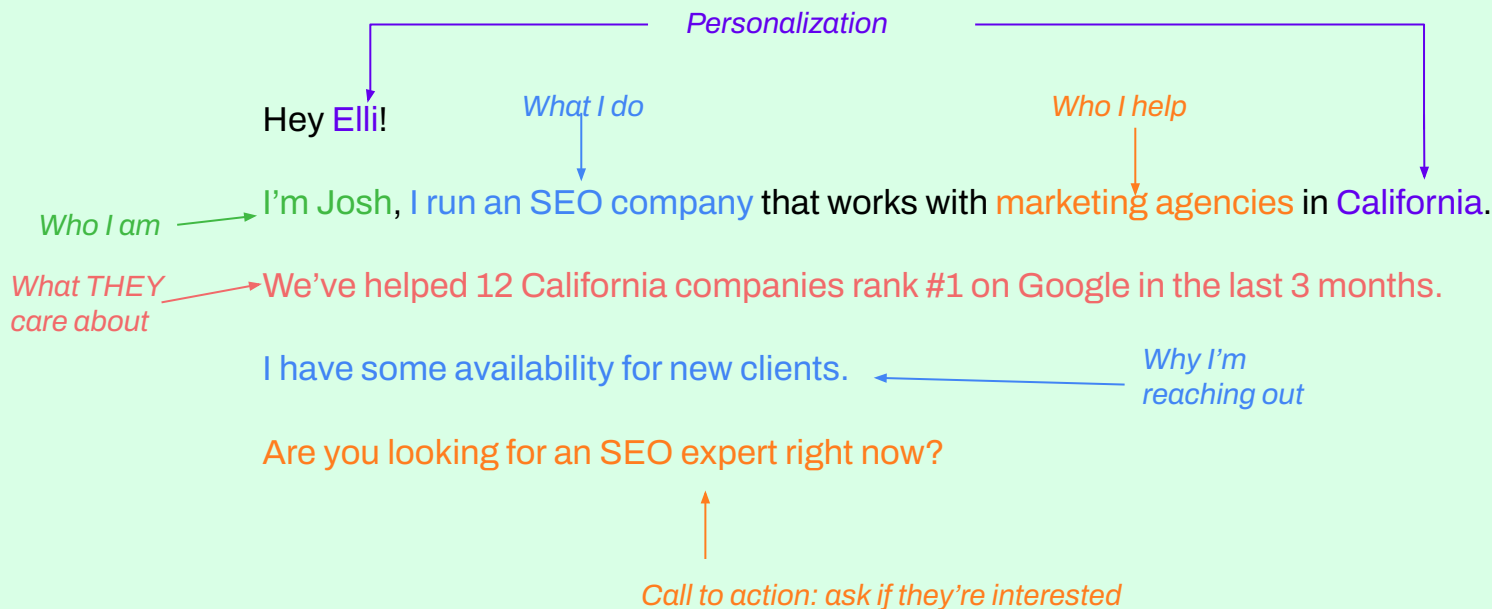 Personalization
Hey Elli!
What I do
Who I help
I'm Josh, I run an SEO company that works with marketing agencies in California.
Who I am
What THEY
care about
We've helped 12 California companies rank #1 on Google in the last 3 months.
I have some availability for new clients.
Why I'm
reaching out
Are you looking for an SEO expert right now?
Call to action: ask if they're interested